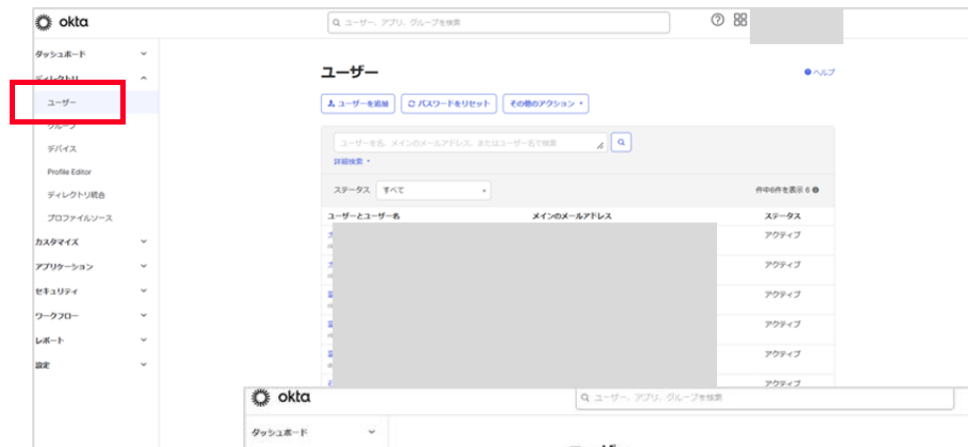 okta
ユーザー、アプリ、グループを検索
ダッシュボード
ディレクトリ
ユーザー
グループ
デバイス
Profile Editor
ディレクトリ統合
プロファイルソース
カスタマイズ
アプリケーション
セキュリティ
ワークフロー
レポート
設定
ユーザー
ヘルプ
ユーザーを追加
パスワードをリセット
その他のアクション
ユーザーを名、メインのメールアドレス、またはユーザー名で検索
詳細検索
ステータス すべて
件中6件を表示 6
ユーザーとユーザー名 メインのメールアドレス ステータス
アクティブ
アクティブ
アクティブ
アクティブ
アクティブ
アクティブ
okta
ユーザー、アプリ、グループを検索
ダッシュボード